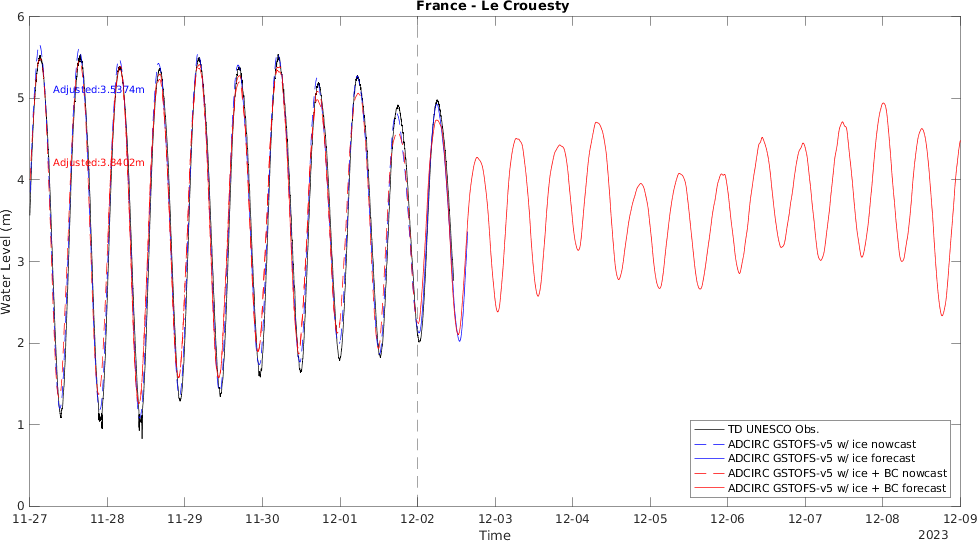 France - Le Crouesty
Water Level (m)
6
5
4
3
2
1
0
Adjusted:3.5374m
Adjusted:3.8402m
TD UNESCO Obs.
ADCIRC GSTOFS-v5 w/ ice nowcast
ADCIRC GSTOFS-v5 w/ ice forecast
ADCIRC GSTOFS-v5 w/ ice + BC nowcast
ADCIRC GSTOFS-v5 w/ ice + BC forecast
11-27 11-28 11-29 11-30 12-01 12-02 12-03 12-04 12-05 12-06 12-07 12-08 12-09
Time
2023